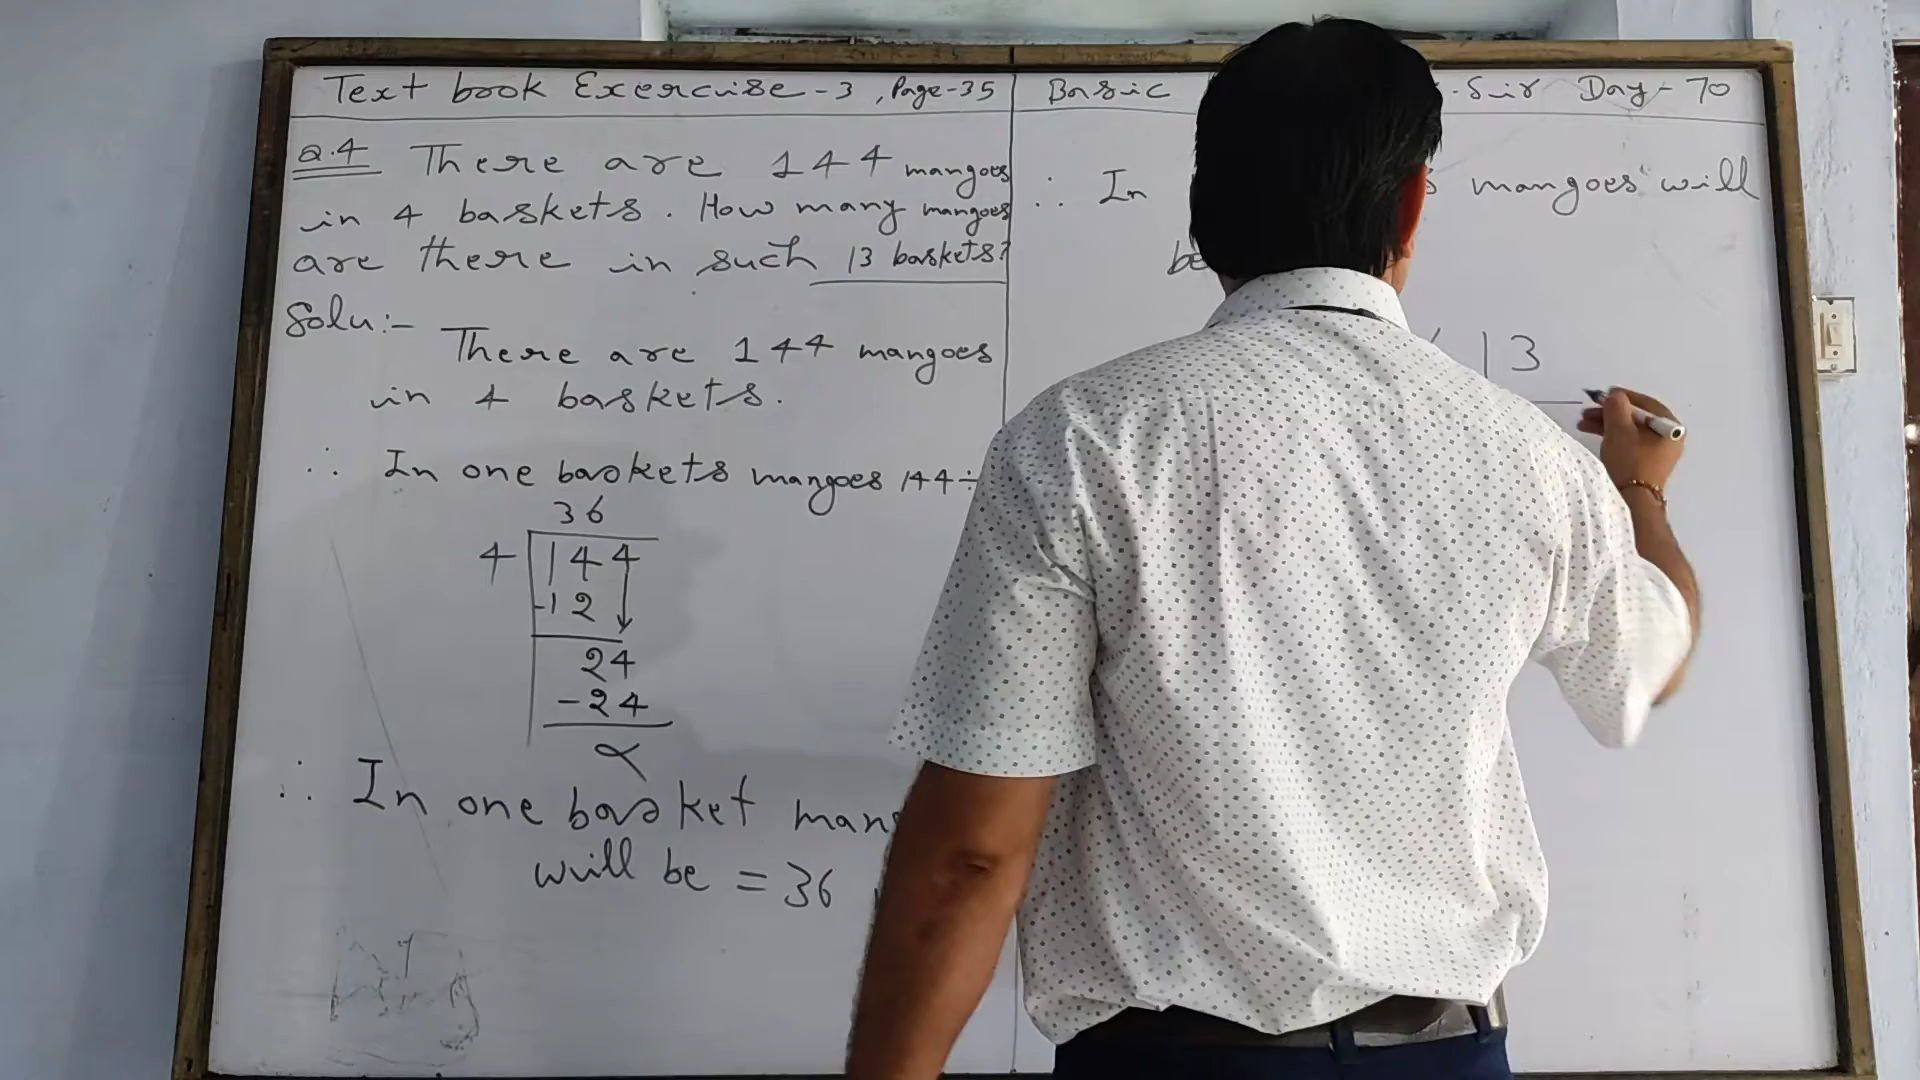 Text book Exercise-3, Page-35
Q.4 There are 144 mangoes
in 4 baskets. How many mangoes
are there in such 13 baskets?
Solu:-
There are 144 mangoes
in 4 baskets.
∴ In one baskets mangoes 144÷
36
4 144
-12
24
-24
∴ In one basket
will be = 36
Basic Sir Day-70
∴ In mangoes will
be
13